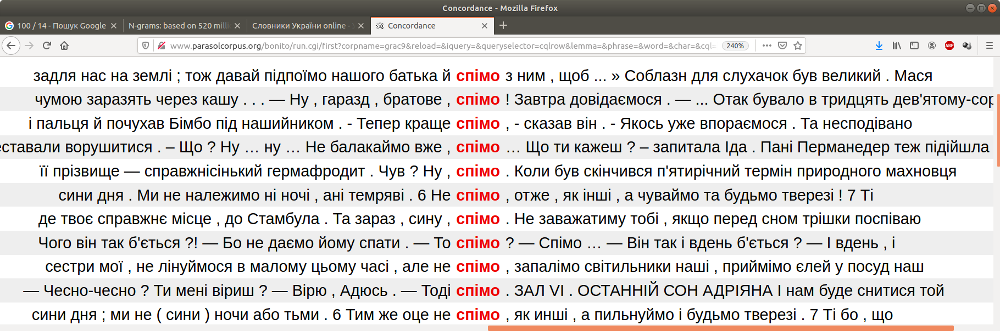 Concordance - Mozilla Firefox
100 / 14 - Пошук Google
N-grams: based on 520 milli
Словники України online -
Concordance
www.parasolcorpus.org/bonito/run.cgi/first?corpname=grac9&reload=&iquery=&queryselector=cqlrow&lemma=&phrase=&word=&char=&cql=
240%
ABP
задля нас на землі ; тож давай підпоїмо нашого батька й спімо з ним , щоб ... » Соблазн для слухачок був великий . Мася
чумою заразять через кашу . . . — Ну , гаразд , братове , спімо ! Завтра довідаємося . — ... Отак бувало в тридцять дев'ятому-сор
і пальця й почухав Бімбо під нашийником . - Тепер краще спімо , - сказав він . - Якось уже впораємося . Та несподівано
еставали ворушитися . – Що ? Ну … ну … Не балакаймо вже , спімо … Що ти кажеш ? – запитала Іда . Пані Перманедер теж підійшла
її прізвище — справжнісінький гермафродит . Чув ? Ну , спімо . Коли був скінчився п'ятирічний термін природного махновця
сини дня . Ми не належимо ні ночі , ані темряві . 6 Не спімо , отже , як інші , а чуваймо та будьмо тверезі ! 7 Ті
де твоє справжнє місце , до Стамбула . Та зараз , сину , спімо . Не заважатиму тобі , якщо перед сном трішки поспіваю
Чого він так б'ється ?! — Бо не даємо йому спати . — То спімо ? — Спімо … — Він так і вдень б'ється ? — І вдень , і
сестри мої , не лінуймося в малому цьому часі , але не спімо , запалімо світильники наші , приймімо єлей у посуд наш
— Чесно-чесно ? Ти мені віриш ? — Вірю , Адюсь . — Тоді спімо . ЗАЛ VI . ОСТАННІЙ СОН АДРІЯНА І нам буде снитися той
сини дня ; ми не ( сини ) ночи або тьми . 6 Тим же оце не спімо , як инші , а пильнуймо і будьмо тверезі . 7 Ті бо , що